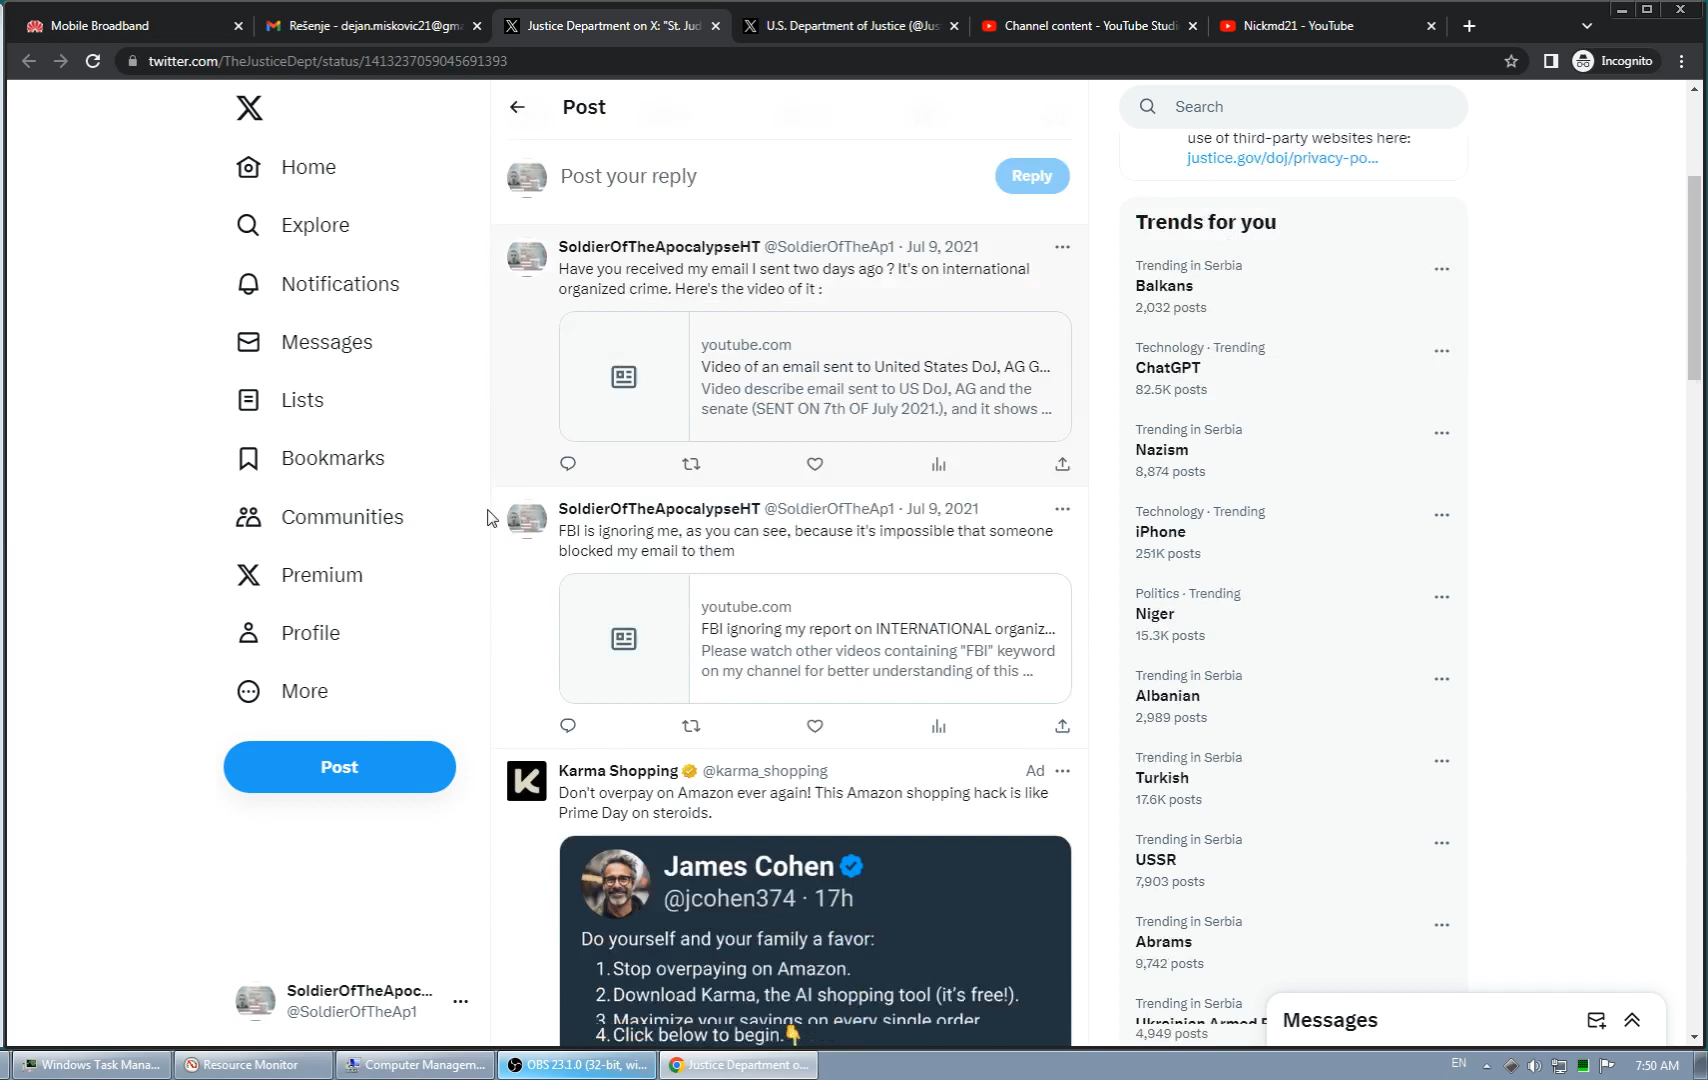 Mobile Broadband
Rešenje - dejan.miskovic21@gma
Justice Department on X: "St. Jud
U.S. Department of Justice (@Jus
Channel content - YouTube Studi
Nickmd21 - YouTube
twitter.com/TheJusticeDept/status/1413237059045691393
Incognito
Home
Explore
Notifications
Messages
Lists
Bookmarks
Communities
Premium
Profile
More
Post
SoldierOfTheApoc...
@SoldierOfTheAp1
Post
Post your reply
Reply
SoldierOfTheApocalypseHT @SoldierOfTheAp1 · Jul 9, 2021
Have you received my email I sent two days ago ? It's on international
organized crime. Here's the video of it :
youtube.com
Video of an email sent to United States DoJ, AG G...
Video describe email sent to US DoJ, AG and the
senate (SENT ON 7th OF July 2021.), and it shows ...
SoldierOfTheApocalypseHT @SoldierOfTheAp1 · Jul 9, 2021
FBI is ignoring me, as you can see, because it's impossible that someone
blocked my email to them
youtube.com
FBI ignoring my report on INTERNATIONAL organiz...
Please watch other videos containing "FBI" keyword
on my channel for better understanding of this ...
Karma Shopping @karma_shopping Ad
Don't overpay on Amazon ever again! This Amazon shopping hack is like
Prime Day on steroids.
James Cohen
@jcohen374 · 17h
Do yourself and your family a favor:
1. Stop overpaying on Amazon.
2. Download Karma, the AI shopping tool (it's free!).
3. Maximize your savings on every single order
4. Click below to begin.👇
Search
use of third-party websites here:
justice.gov/doj/privacy-po...
Trends for you
Trending in Serbia
Balkans
2,032 posts
Technology · Trending
ChatGPT
82.5K posts
Trending in Serbia
Nazism
8,874 posts
Technology · Trending
iPhone
251K posts
Politics · Trending
Niger
15.3K posts
Trending in Serbia
Albanian
2,989 posts
Trending in Serbia
Turkish
17.6K posts
Trending in Serbia
USSR
7,903 posts
Trending in Serbia
Abrams
9,742 posts
Trending in Serbia
Ukrainian Armed F
4,949 posts
Messages
Windows Task Mana...
Resource Monitor
Computer Managem...
OBS 23.1.0 (32-bit, wi...
Justice Department o...
EN
7:50 AM